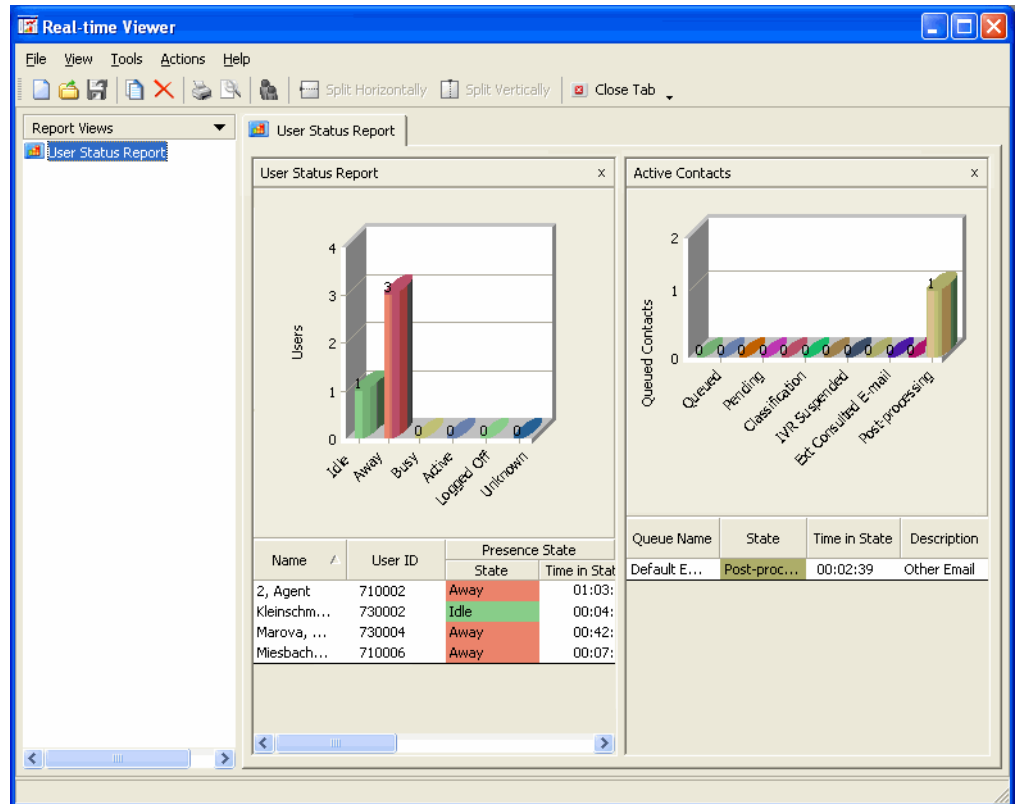 Real-time Viewer
File View Tools Actions Help
Split Horizontally Split Vertically Close Tab
Report Views
User Status Report
User Status Report
User Status Report x
4
3
2
1
0
Users
1
3
0
0
0
0
Idle
Away
Busy
Active
Logged Off
Unknown
Name User ID Presence State
State Time in Stat
2, Agent 710002 Away 01:03:
Kleinschm... 730002 Idle 00:04:
Marova, ... 730004 Away 00:42:
Miesbach... 710006 Away 00:07:
Active Contacts x
2
1
0
Queued Contacts
0 0 0 0 0 0 0 0 0 0 1
Queued
Pending
Classification
IVR Suspended
Ext Consulted E-mail
Post-processing
Queue Name State Time in State Description
Default E... Post-proc... 00:02:39 Other Email